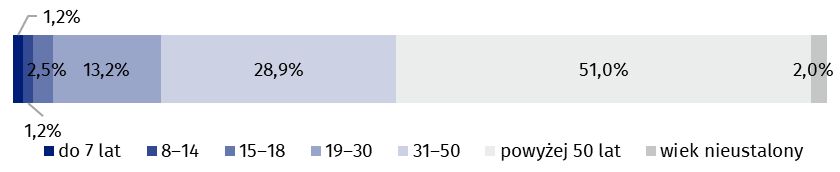 1,2%
2,5% 13,2% 28,9% 51,0% 2,0%
1,2%
do 7 lat 8–14 15–18 19–30 31–50 powyżej 50 lat wiek nieustalony